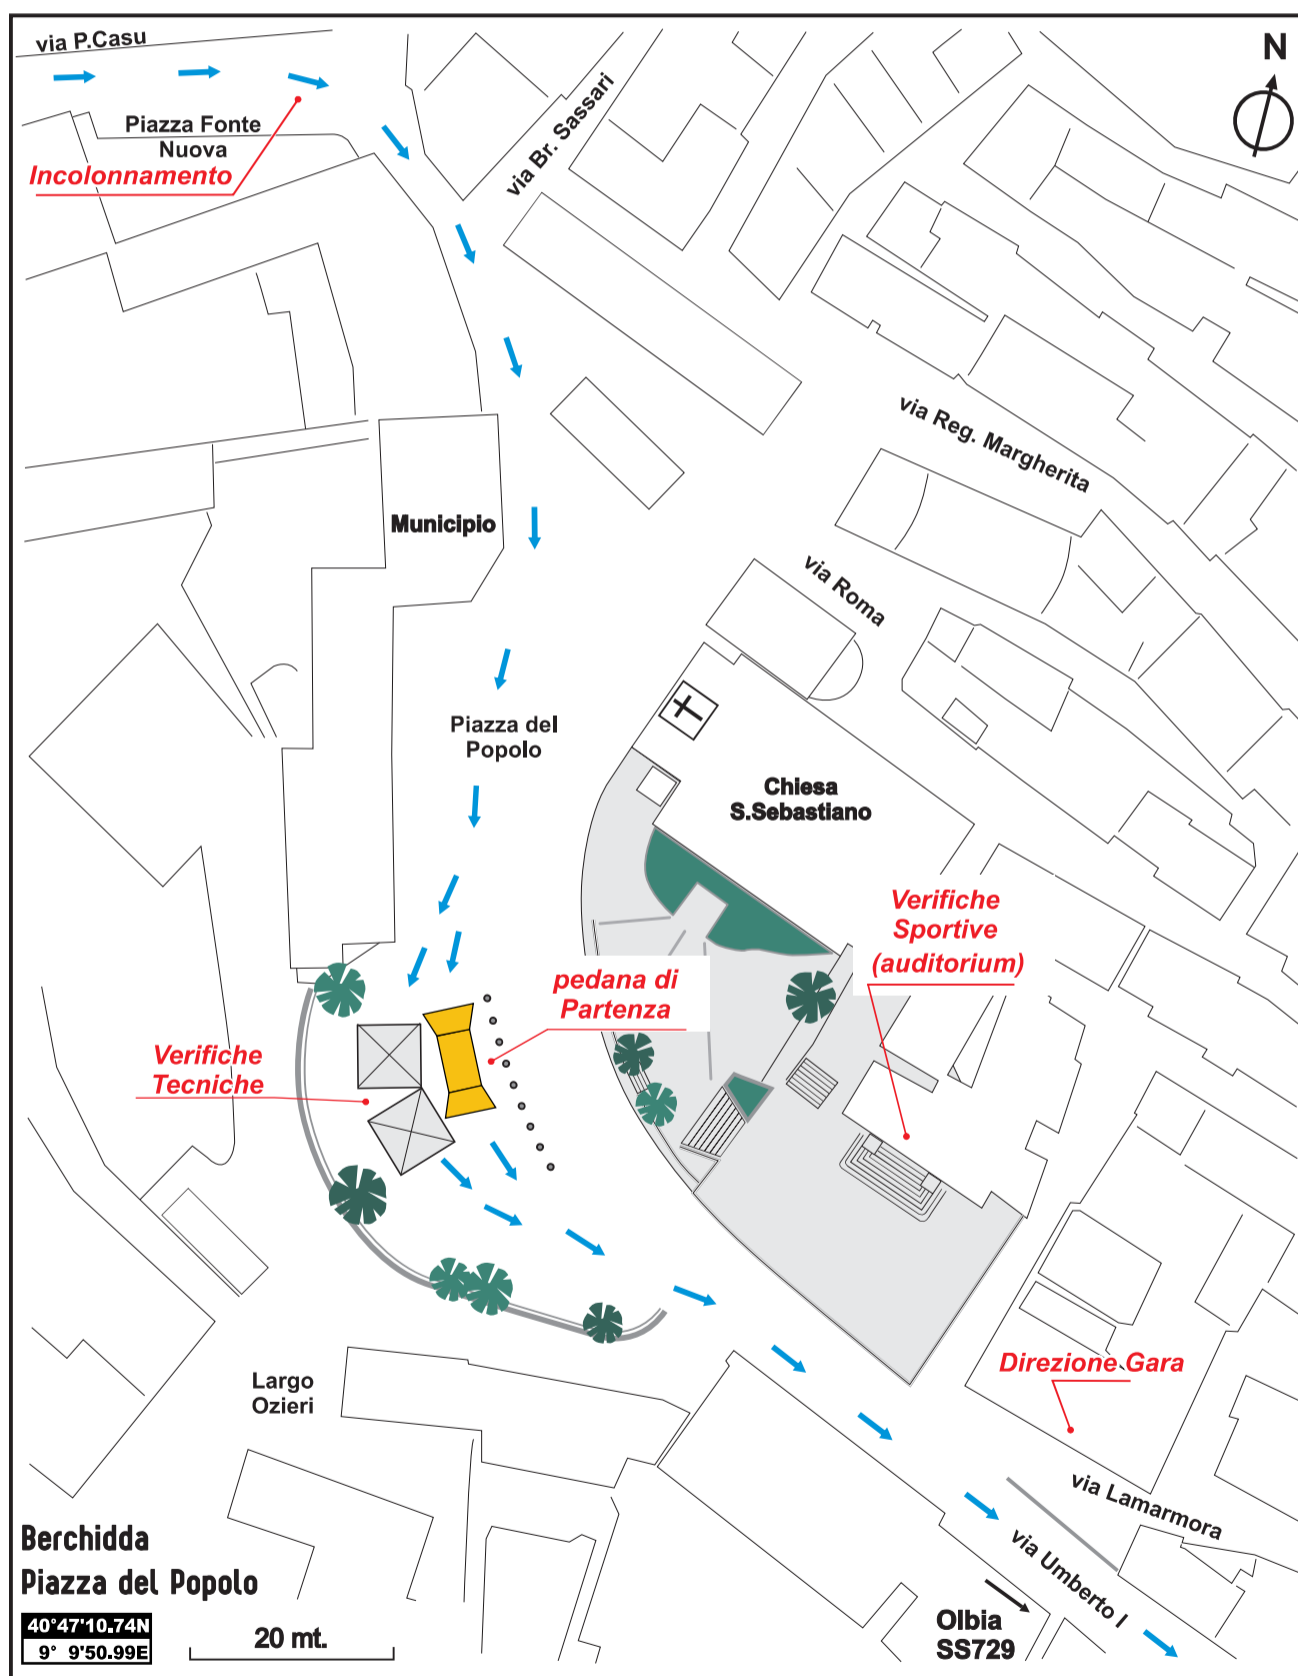 via P.Casu
N
Piazza Fonte
Nuova
Incolonnamento
via Br. Sassari
via Reg. Margherita
Municipio
via Roma
Piazza del
Popolo
Chiesa
S.Sebastiano
Verifiche
Sportive
(auditorium)
pedana di
Partenza
Verifiche
Tecniche
Direzione Gara
Largo
Ozieri
via Lamarmora
via Umberto I
Berchidda
Piazza del Popolo
40°47'10.74N
9° 9'50.99E
20 mt.
Olbia
SS729